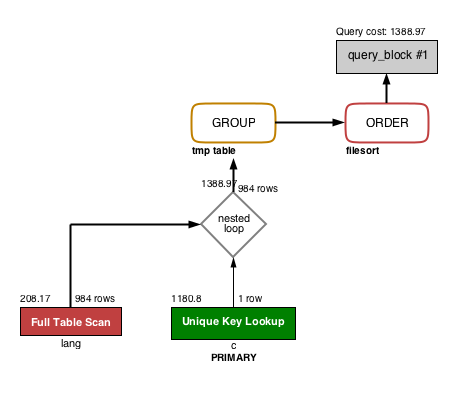 Query cost: 1388.97
query_block #1
GROUP
ORDER
tmp table
filesort
1388.97
984 rows
nested
loop
208.17
984 rows
1180.8
1 row
Full Table Scan
Unique Key Lookup
lang
c
PRIMARY